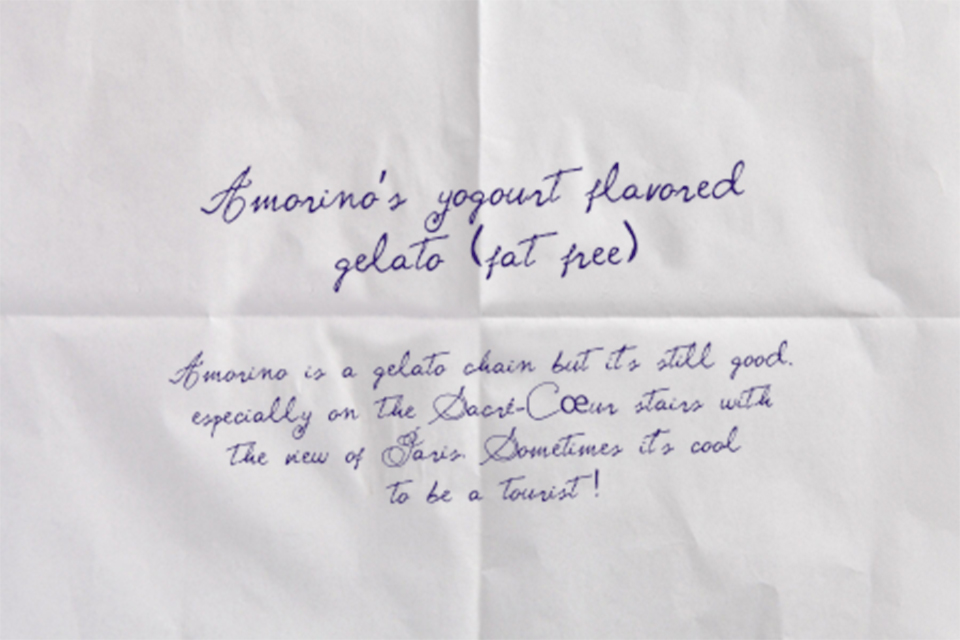 Amorino's yogourt flavored
gelato (fat free)
Amorino is a gelato chain but it's still good.
especially on the Sacré-Cœur stairs with
the view of Paris. Sometimes it's cool
to be a tourist !